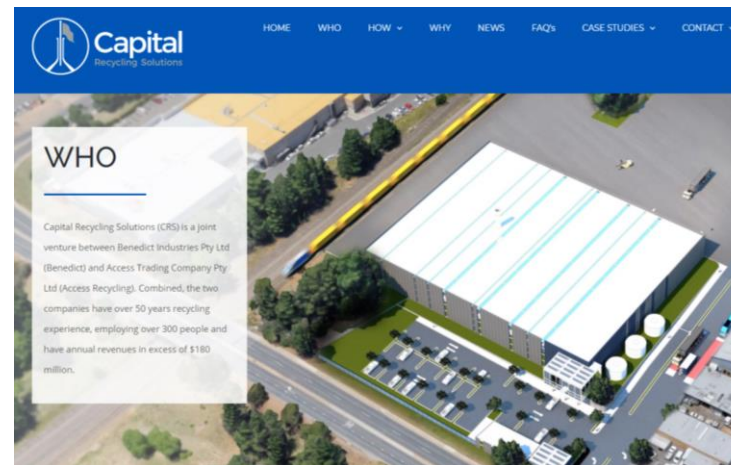 Capital
Recycling Solutions
HOME WHO HOW WHY NEWS FAQ's CASE STUDIES CONTACT
WHO
Capital Recycling Solutions (CRS) is a joint
venture between Benedict Industries Pty Ltd
(Benedict) and Access Trading Company Pty
Ltd (Access Recycling). Combined, the two
companies have over 50 years recycling
experience, employing over 300 people and
have annual revenues in excess of $180
million.